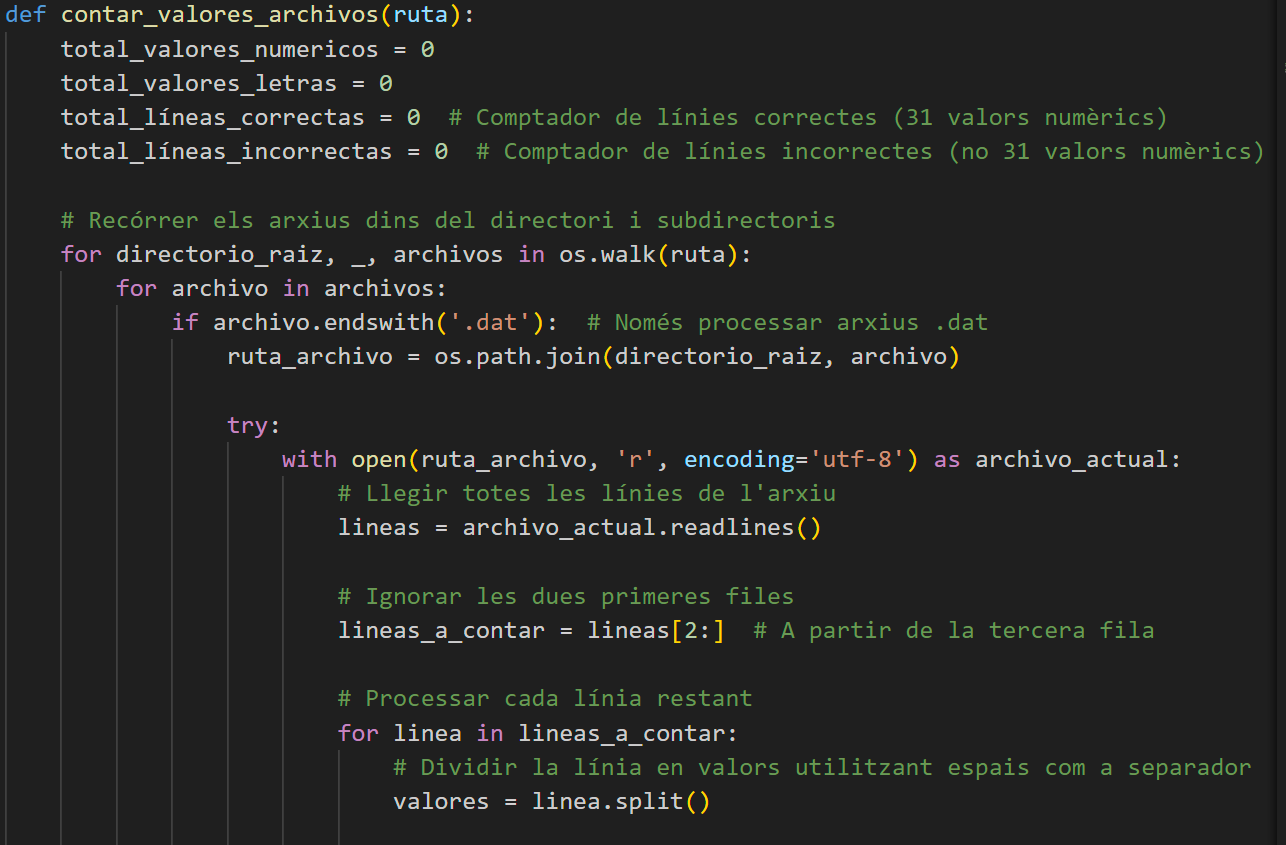 def contar_valores_archivos(ruta):
    total_valores_numericos = 0
    total_valores_letras = 0
    total_líneas_correctas = 0  # Comptador de línies correctes (31 valors numèrics)
    total_líneas_incorrectas = 0  # Comptador de línies incorrectes (no 31 valors numèrics)

    # Recórrer els arxius dins del directori i subdirectoris
    for directorio_raiz, _, archivos in os.walk(ruta):
        for archivo in archivos:
            if archivo.endswith('.dat'):  # Només processar arxius .dat
                ruta_archivo = os.path.join(directorio_raiz, archivo)

                try:
                    with open(ruta_archivo, 'r', encoding='utf-8') as archivo_actual:
                        # Llegir totes les línies de l'arxiu
                        lineas = archivo_actual.readlines()

                        # Ignorar les dues primeres files
                        lineas_a_contar = lineas[2:]  # A partir de la tercera fila

                        # Processar cada línia restant
                        for linea in lineas_a_contar:
                            # Dividir la línia en valors utilitzant espais com a separador
                            valores = linea.split()